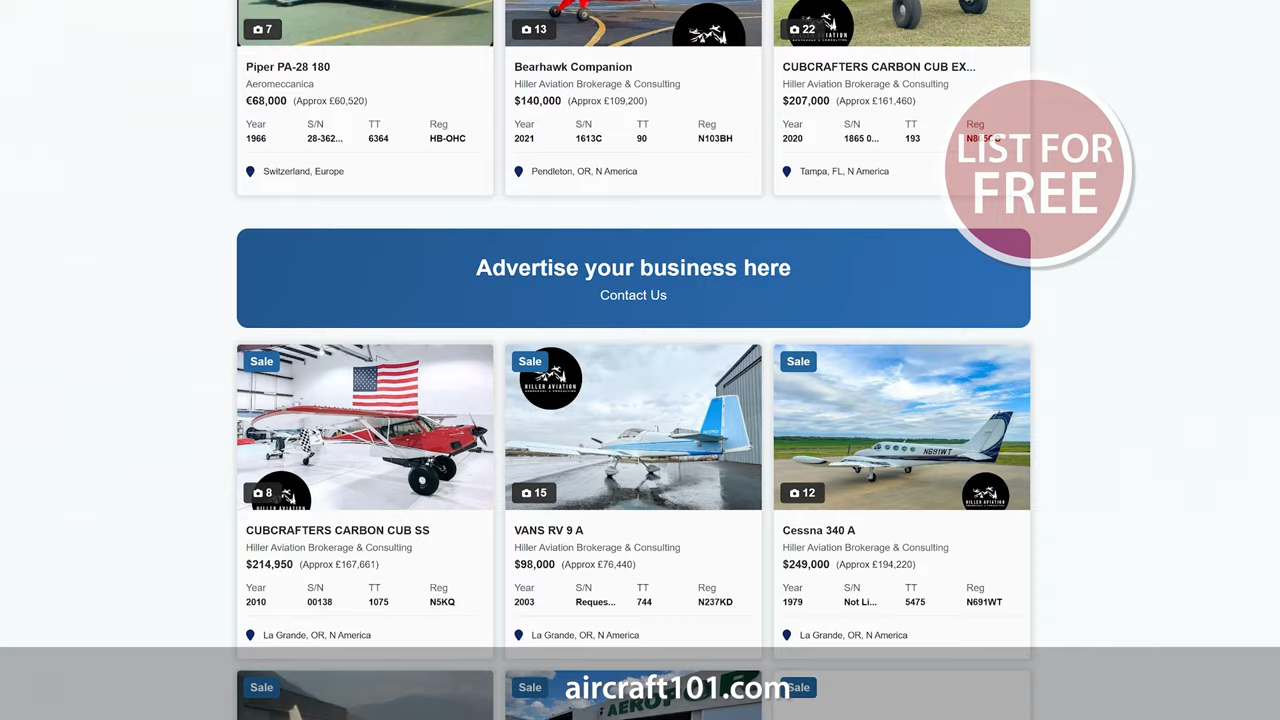 7
13
22
Piper PA-28 180
Aeromeccanica
€68,000 (Approx £60,520)
Year S/N TT Reg
1966 28-362... 6364 HB-OHC
Switzerland, Europe
Bearhawk Companion
Hiller Aviation Brokerage & Consulting
$140,000 (Approx £109,200)
Year S/N TT Reg
2021 1613C 90 N103BH
Pendleton, OR, N America
CUBCRAFTERS CARBON CUB EX...
Hiller Aviation Brokerage & Consulting
$207,000 (Approx £161,460)
Year S/N TT Reg
2020 1865 0... 193
Tampa, FL, N America
LIST FOR
FREE
Advertise your business here
Contact Us
Sale
8
CUBCRAFTERS CARBON CUB SS
Hiller Aviation Brokerage & Consulting
$214,950 (Approx £167,661)
Year S/N TT Reg
2010 00138 1075 N5KQ
La Grande, OR, N America
Sale
HILLER AVIATION
15
VANS RV 9 A
Hiller Aviation Brokerage & Consulting
$98,000 (Approx £76,440)
Year S/N TT Reg
2003 Reques... 744 N237KD
La Grande, OR, N America
Sale
N691WT
12
HILLER AVIATION
Cessna 340 A
Hiller Aviation Brokerage & Consulting
$249,000 (Approx £194,220)
Year S/N TT Reg
1979 Not Li... 5475 N691WT
La Grande, OR, N America
Sale
Sale
Sale
aircraft101.com